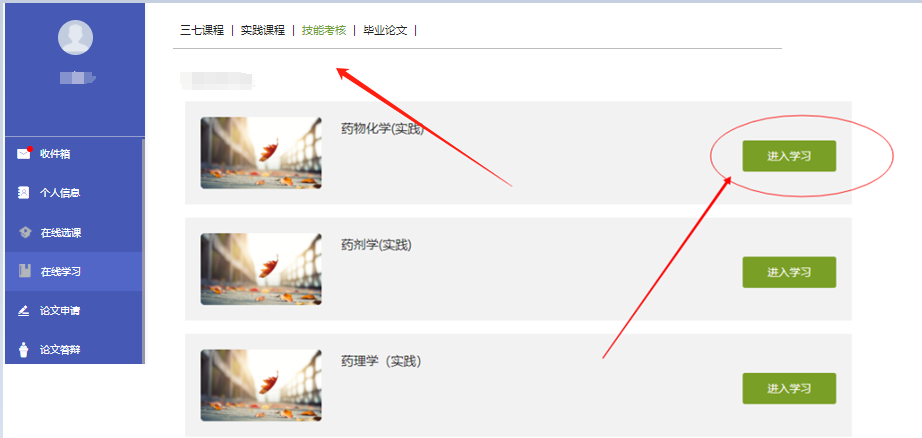 三七课程 | 实践课程 | 技能考核 | 毕业论文 |
收件箱
个人信息
在线选课
在线学习
论文申请
论文答辩
药物化学(实践)
进入学习
药剂学(实践)
进入学习
药理学（实践）
进入学习